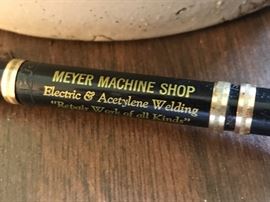 MEYER MACHINE SHOP
Electric & Acetylene Welding
"Repair Work of all Kinds"